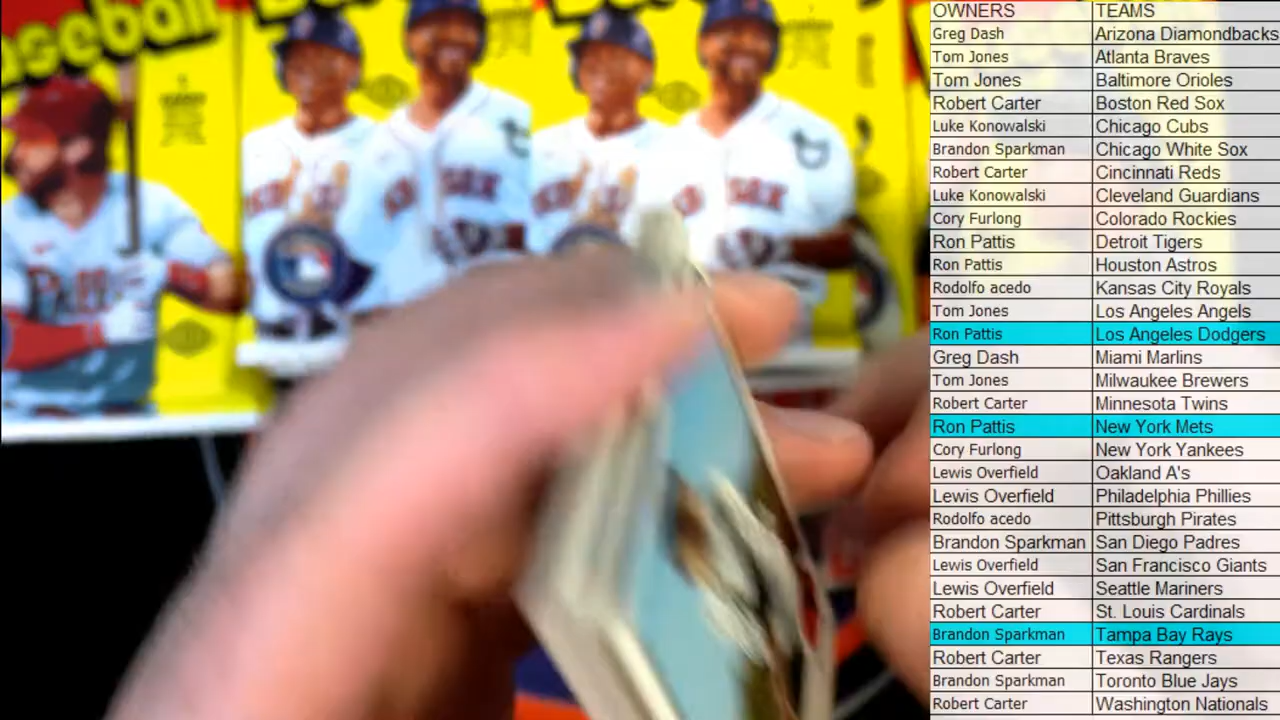 OWNERS TEAMS
Greg Dash Arizona Diamondbacks
Tom Jones Atlanta Braves
Tom Jones Baltimore Orioles
Robert Carter Boston Red Sox
Luke Konowalski Chicago Cubs
Brandon Sparkman Chicago White Sox
Robert Carter Cincinnati Reds
Luke Konowalski Cleveland Guardians
Cory Furlong Colorado Rockies
Ron Pattis Detroit Tigers
Ron Pattis Houston Astros
Rodolfo acedo Kansas City Royals
Tom Jones Los Angeles Angels
Ron Pattis Los Angeles Dodgers
Greg Dash Miami Marlins
Tom Jones Milwaukee Brewers
Robert Carter Minnesota Twins
Ron Pattis New York Mets
Cory Furlong New York Yankees
Lewis Overfield Oakland A's
Lewis Overfield Philadelphia Phillies
Rodolfo acedo Pittsburgh Pirates
Brandon Sparkman San Diego Padres
Lewis Overfield San Francisco Giants
Lewis Overfield Seattle Mariners
Robert Carter St. Louis Cardinals
Brandon Sparkman Tampa Bay Rays
Robert Carter Texas Rangers
Brandon Sparkman Toronto Blue Jays
Robert Carter Washington Nationals
seball
SOX
SOX